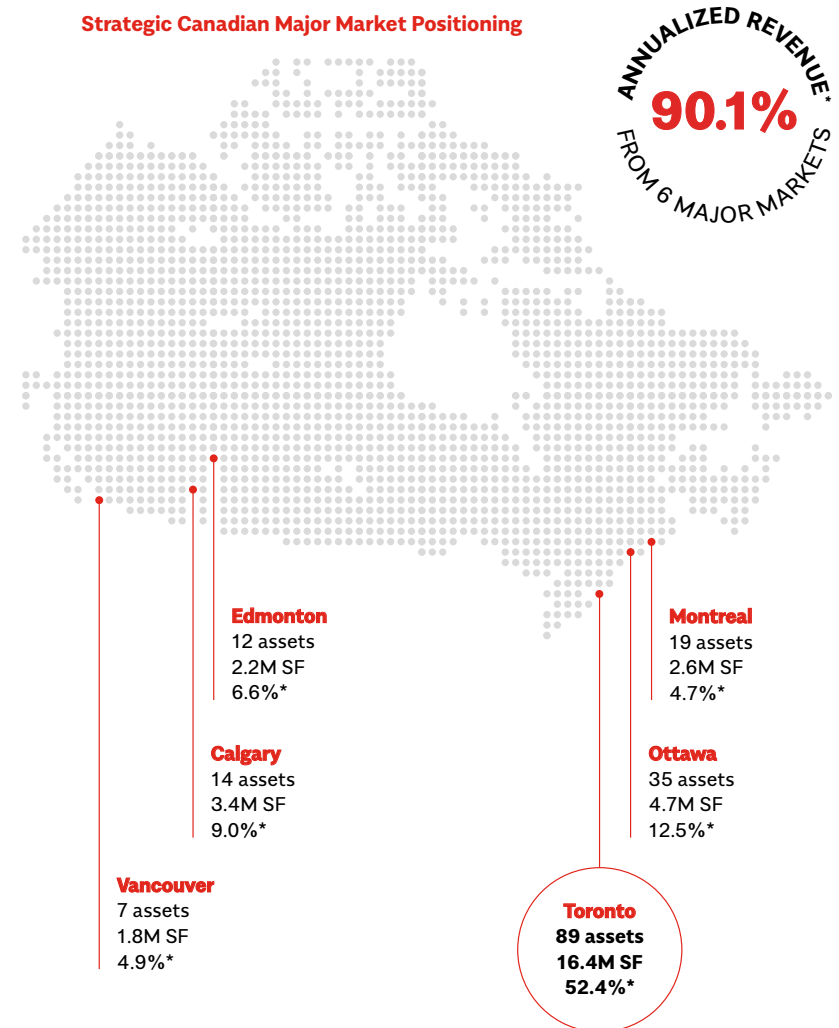 Strategic Canadian Major Market Positioning
ANNUALIZED REVENUE*
90.1%
FROM 6 MAJOR MARKETS
Edmonton
12 assets
2.2M SF
6.6%*
Montreal
19 assets
2.6M SF
4.7%*
Calgary
14 assets
3.4M SF
9.0%*
Ottawa
35 assets
4.7M SF
12.5%*
Vancouver
7 assets
1.8M SF
4.9%*
Toronto
89 assets
16.4M SF
52.4%*